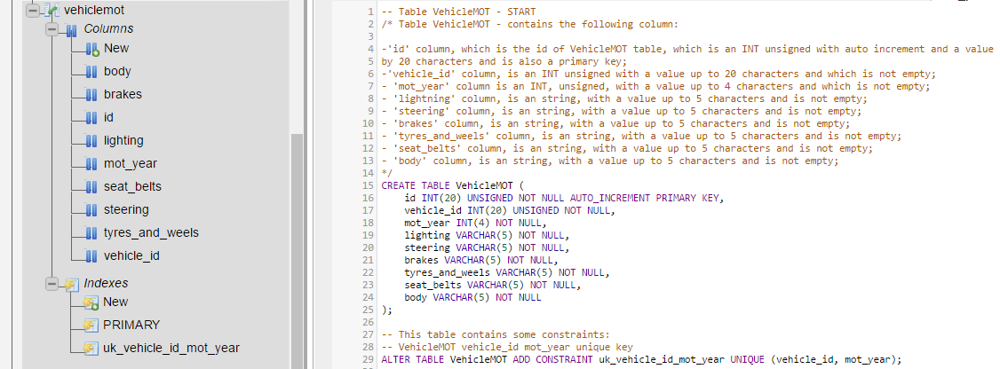 vehiclemot
Columns
New
body
brakes
id
lighting
mot_year
seat_belts
steering
tyres_and_weels
vehicle_id
Indexes
New
PRIMARY
uk_vehicle_id_mot_year
1 -- Table VehicleMOT - START
2 /* Table VehicleMOT - contains the following column:
3
4 -'id' column, which is the id of VehicleMOT table, which is an INT unsigned with auto increment and a value
5 by 20 characters and is also a primary key;
6 -'vehicle_id' column, is an INT unsigned with a value up to 20 characters and which is not empty;
7 - 'mot_year' column is an INT, unsigned, with a value up to 4 characters and which is not empty;
8 - 'lightning' column, is an string, with a value up to 5 characters and is not empty;
9 - 'steering' column, is an string, with a value up to 5 characters and is not empty;
10 - 'brakes' column, is an string, with a value up to 5 characters and is not empty;
11 - 'tyres_and_weels' column, is an string, with a value up to 5 characters and is not empty;
12 - 'seat_belts' column, is an string, with a value up to 5 characters and is not empty;
13 - 'body' column, is an string, with a value up to 5 characters and is not empty;
14 */
15 CREATE TABLE VehicleMOT (
16 id INT(20) UNSIGNED NOT NULL AUTO_INCREMENT PRIMARY KEY,
17 vehicle_id INT(20) UNSIGNED NOT NULL,
18 mot_year INT(4) NOT NULL,
19 lighting VARCHAR(5) NOT NULL,
20 steering VARCHAR(5) NOT NULL,
21 brakes VARCHAR(5) NOT NULL,
22 tyres_and_weels VARCHAR(5) NOT NULL,
23 seat_belts VARCHAR(5) NOT NULL,
24 body VARCHAR(5) NOT NULL
25 );
26
27 -- This table contains some constraints:
28 -- VehicleMOT vehicle_id mot_year unique key
29 ALTER TABLE VehicleMOT ADD CONSTRAINT uk_vehicle_id_mot_year UNIQUE (vehicle_id, mot_year);